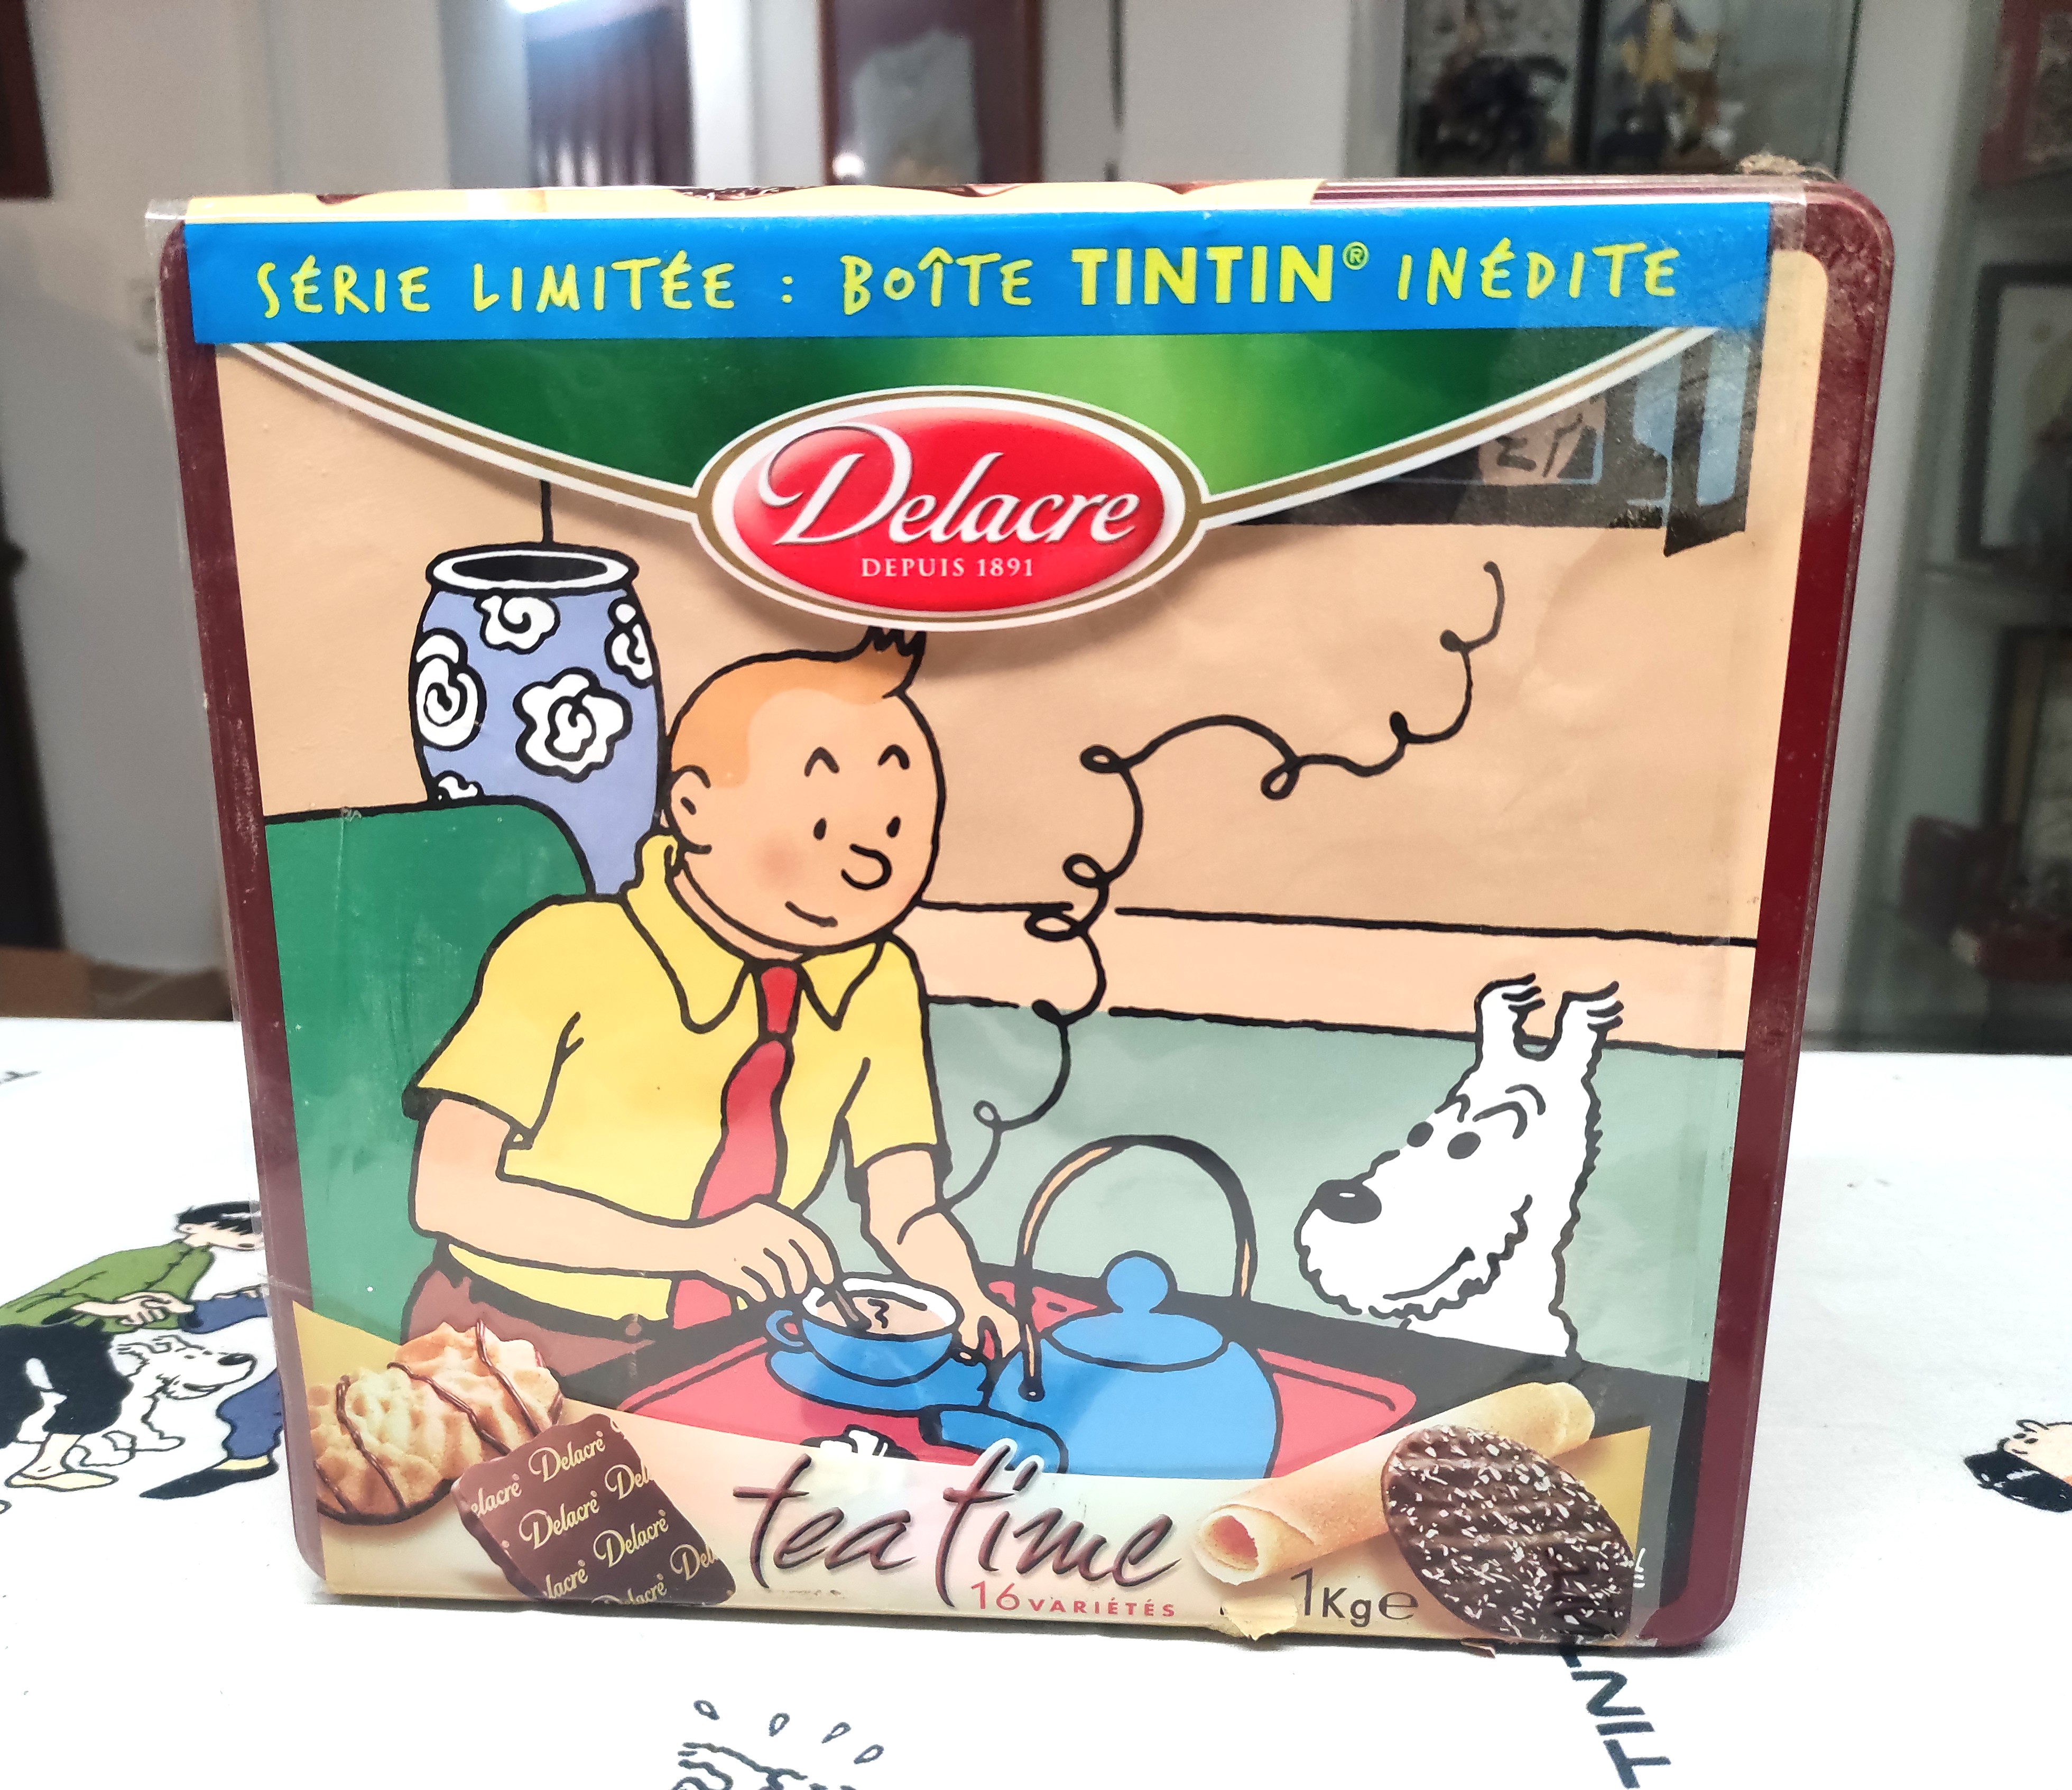 SÉRIE LIMITÉE : BOÎTE TINTIN® INÉDITE
Delacre
DEPUIS 1891
Delacre
Delacre
Delacre
tea time
16 VARIÉTÉS
1Kg e